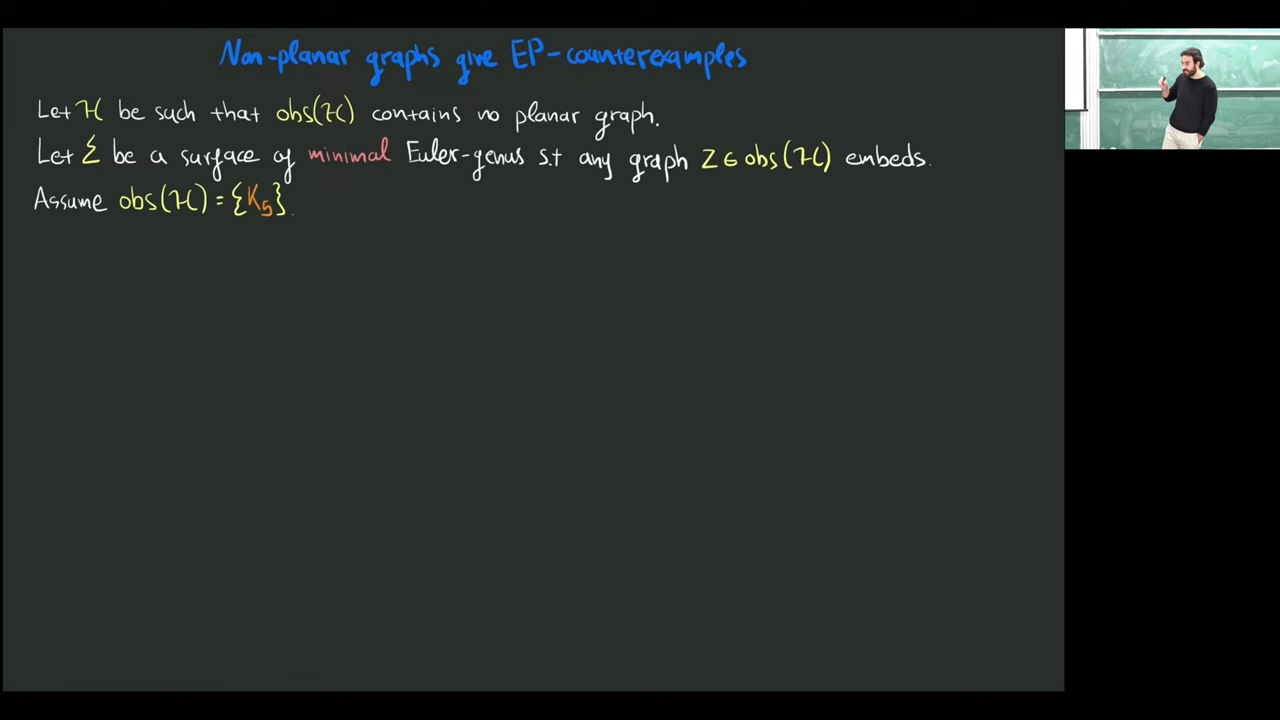 Non-planar graphs give EP-counterexamples
Let ℋ be such that obs(ℋ) contains no planar graph.
Let Σ be a surface of minimal Euler-genus s.t any graph Z ∈ obs(ℋ) embeds.
Assume obs(ℋ) = {K₅}.